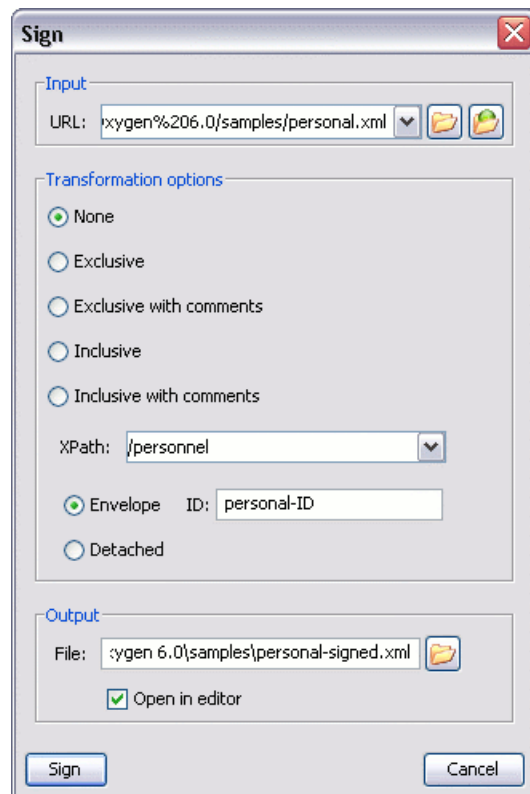 Sign
Input
URL: xygen%206.0/samples/personal.xml
Transformation options
None
Exclusive
Exclusive with comments
Inclusive
Inclusive with comments
XPath: /personnel
Envelope ID: personal-ID
Detached
Output
File: xygen 6.0\samples\personal-signed.xml
Open in editor
Sign Cancel